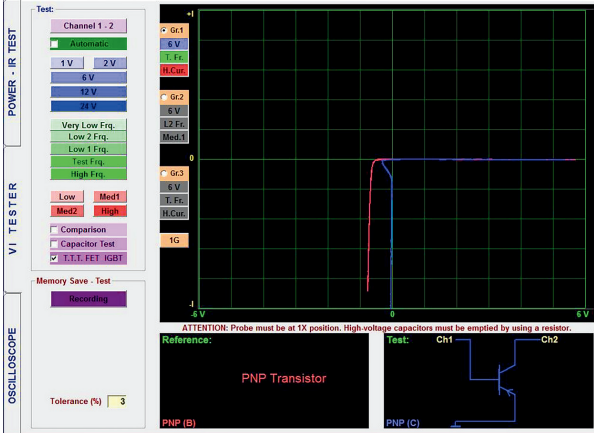 POWER - IR TEST
VI TESTER
OSCILLOSCOPE
Test:
Channel 1 - 2
Automatic
1 V
2 V
6 V
12 V
24 V
Very Low Frq.
Low 2 Frq.
Low 1 Frq.
Test Frq.
High Frq.
Low
Med1
Med2
High
Comparison
Capacitor Test
T.T.T. FET IGBT
Memory Save - Test
Recording
Tolerance (%) 3
Gr.1
6 V
T. Fr.
H.Cur.
Gr.2
6 V
L2 Fr.
Med.1
Gr.3
6 V
T. Fr.
H.Cur.
1G
+I
0
-I
-6 V
0
6 V
ATTENTION: Probe must be at 1X position. High-voltage capacitors must be emptied by using a resistor.
Reference:
PNP Transistor
PNP (B)
Test:
Ch1
Ch2
PNP (C)